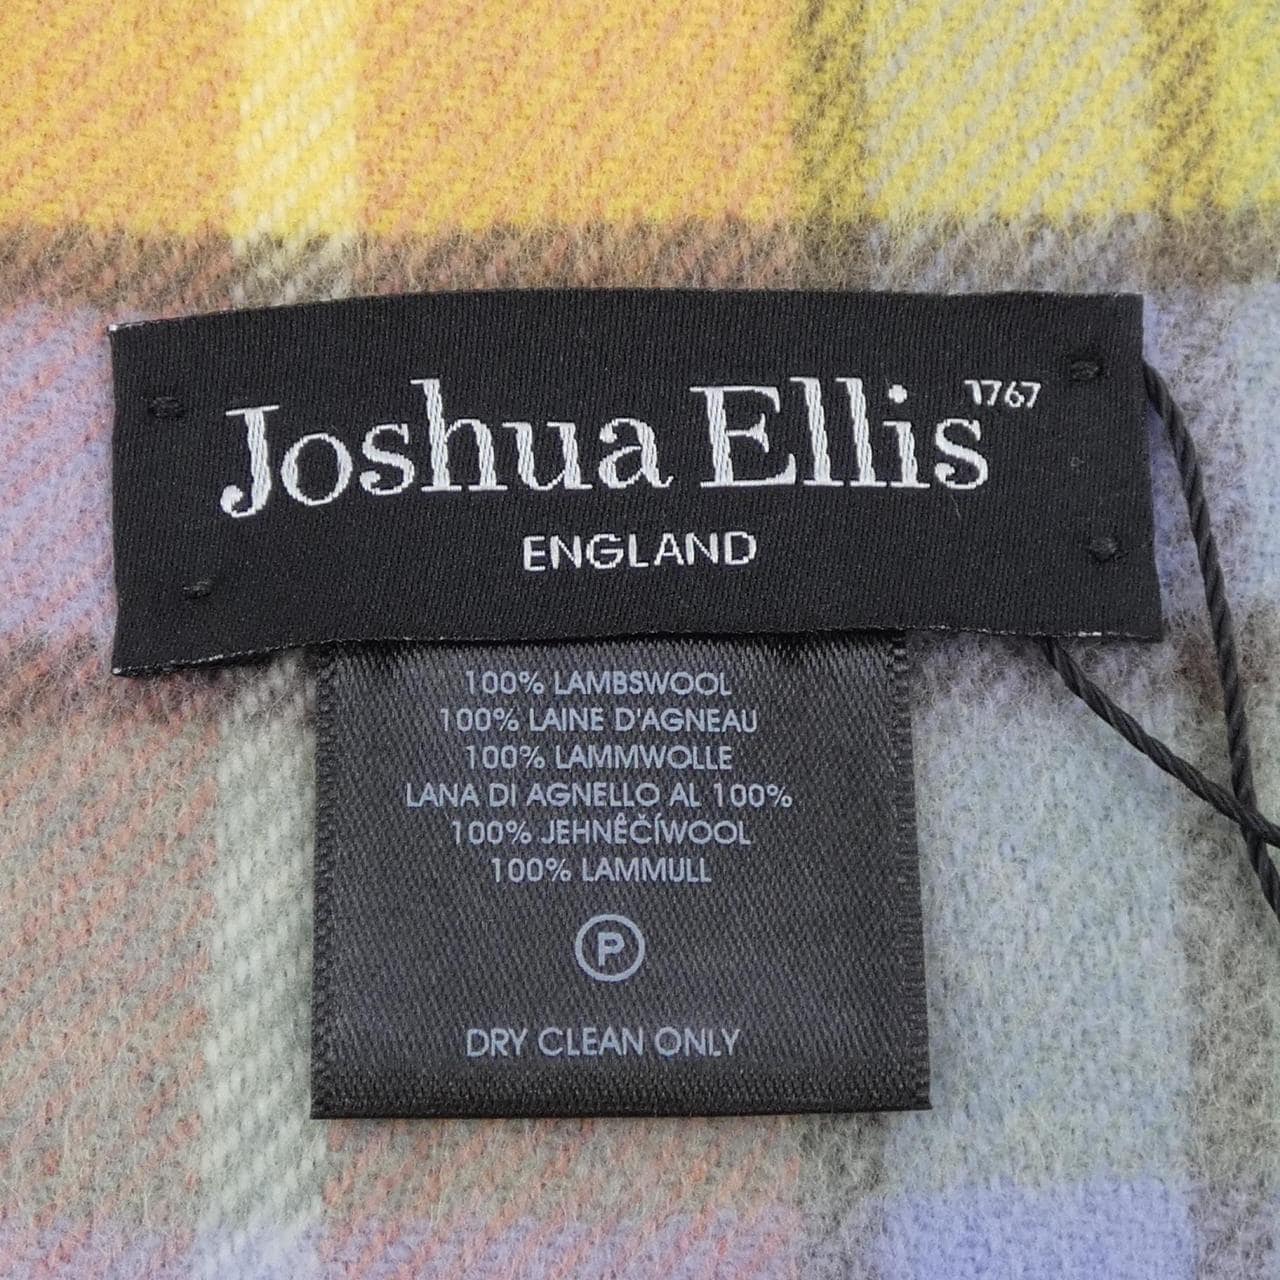 Joshua Ellis 1767
ENGLAND
100% LAMBSWOOL
100% LAINE D'AGNEAU
100% LAMMWOLLE
LANA DI AGNELLO AL 100%
100% JEHNÊČÍWOOL
100% LAMMULL
P
DRY CLEAN ONLY